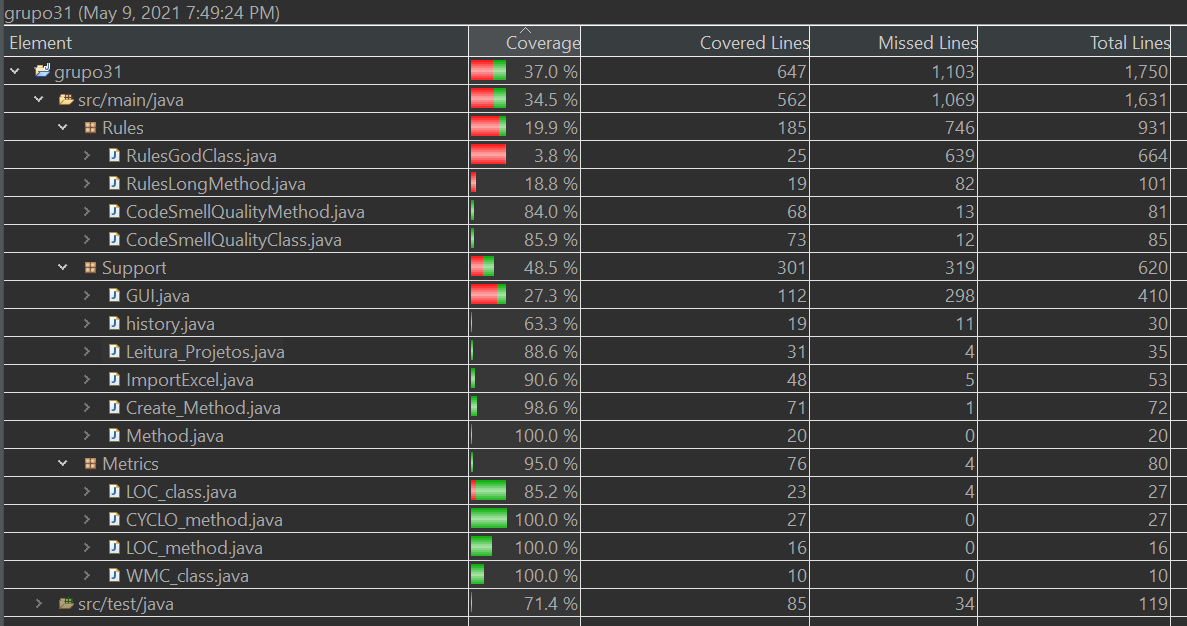 grupo31 (May 9, 2021 7:49:24 PM)
Element Coverage Covered Lines Missed Lines Total Lines
grupo31 37.0 % 647 1,103 1,750
src/main/java 34.5 % 562 1,069 1,631
Rules 19.9 % 185 746 931
RulesGodClass.java 3.8 % 25 639 664
RulesLongMethod.java 18.8 % 19 82 101
CodeSmellQualityMethod.java 84.0 % 68 13 81
CodeSmellQualityClass.java 85.9 % 73 12 85
Support 48.5 % 301 319 620
GUI.java 27.3 % 112 298 410
history.java 63.3 % 19 11 30
Leitura_Projetos.java 88.6 % 31 4 35
ImportExcel.java 90.6 % 48 5 53
Create_Method.java 98.6 % 71 1 72
Method.java 100.0 % 20 0 20
Metrics 95.0 % 76 4 80
LOC_class.java 85.2 % 23 4 27
CYCLO_method.java 100.0 % 27 0 27
LOC_method.java 100.0 % 16 0 16
WMC_class.java 100.0 % 10 0 10
src/test/java 71.4 % 85 34 119